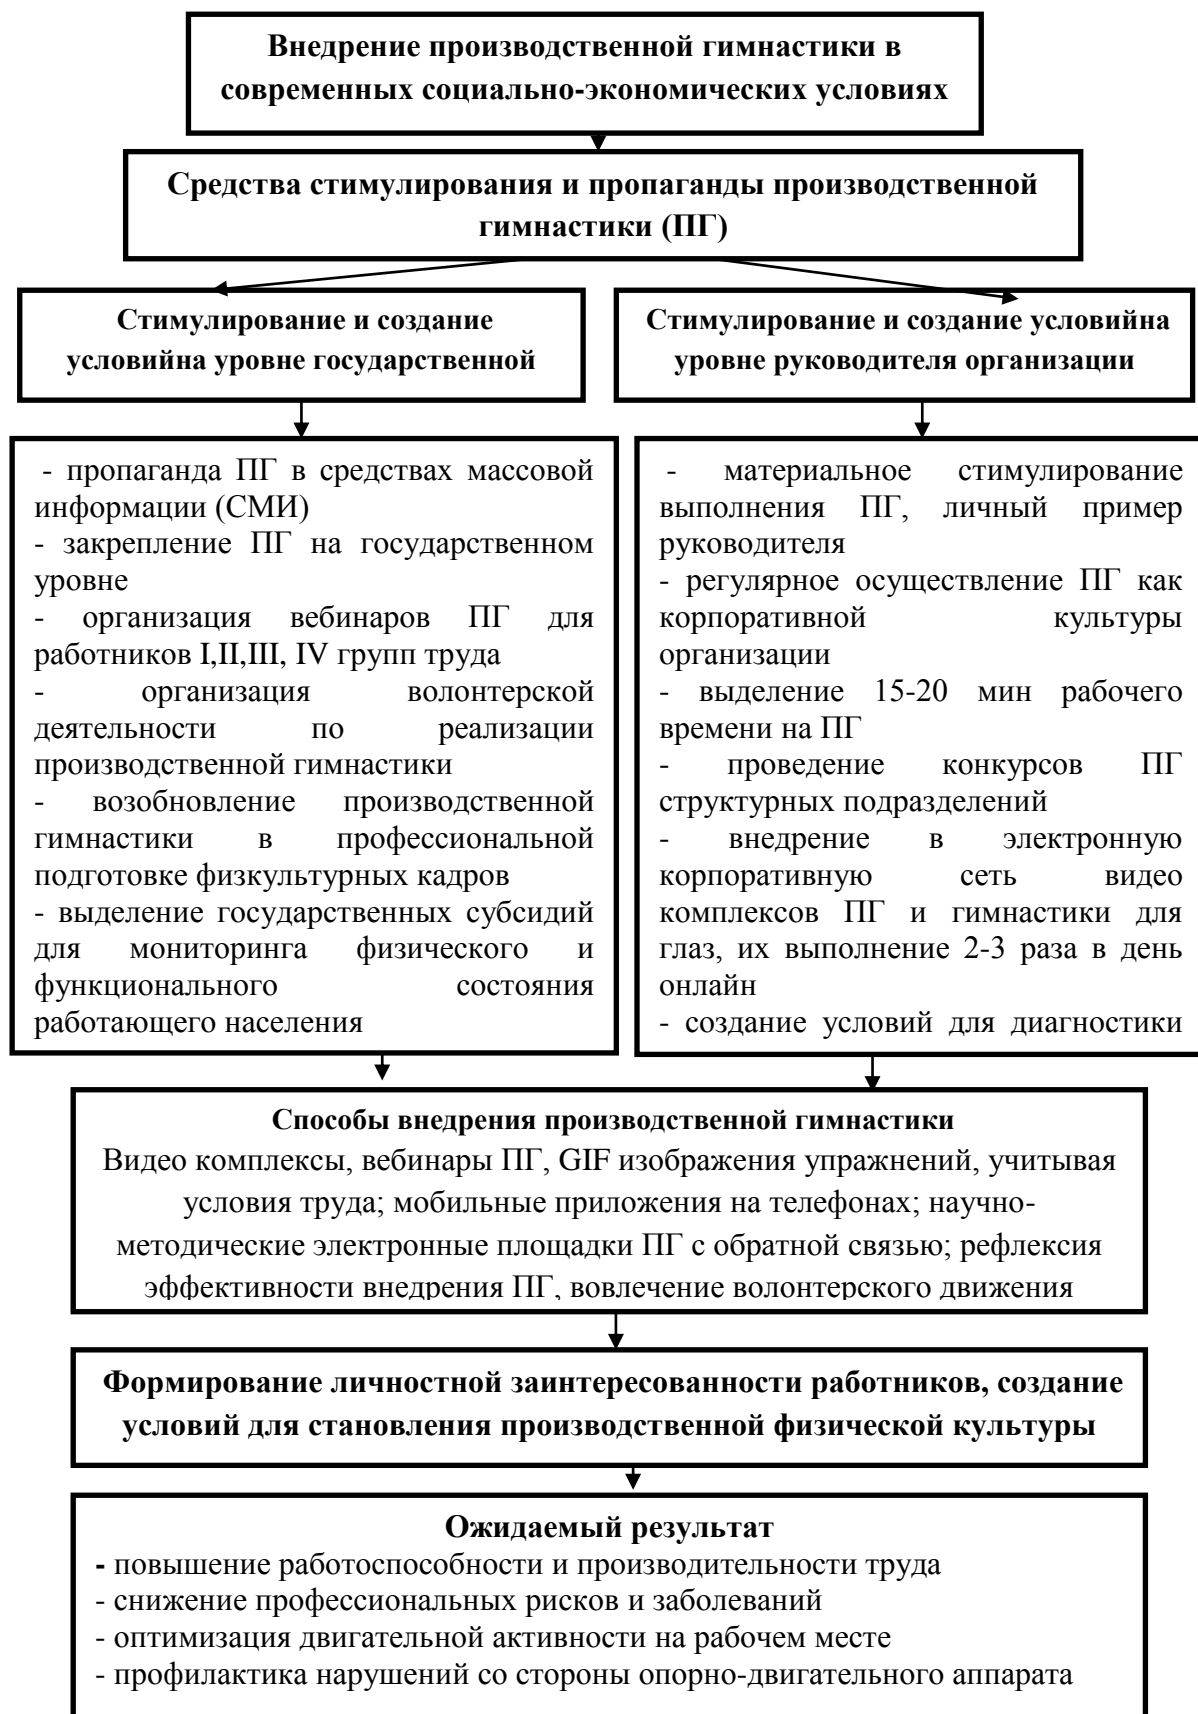 Внедрение производственной гимнастики в
современных социально-экономических условиях
Средства стимулирования и пропаганды производственной
гимнастики (ПГ)
Стимулирование и создание
условийна уровне государственной
Стимулирование и создание условийна
уровне руководителя организации
- пропаганда ПГ в средствах массовой
информации (СМИ)
- закрепление ПГ на государственном
уровне
- организация вебинаров ПГ для
работников I,II,III, IV групп труда
- организация волонтерской
деятельности по реализации
производственной гимнастики
- возобновление производственной
гимнастики в профессиональной
подготовке физкультурных кадров
- выделение государственных субсидий
для мониторинга физического и
функционального состояния
работающего населения
- материальное стимулирование
выполнения ПГ, личный пример
руководителя
- регулярное осуществление ПГ как
корпоративной культуры
организации
- выделение 15-20 мин рабочего
времени на ПГ
- проведение конкурсов ПГ
структурных подразделений
- внедрение в электронную
корпоративную сеть видео
комплексов ПГ и гимнастики для
глаз, их выполнение 2-3 раза в день
онлайн
- создание условий для диагностики
Способы внедрения производственной гимнастики
Видео комплексы, вебинары ПГ, GIF изображения упражнений, учитывая
условия труда; мобильные приложения на телефонах; научно-
методические электронные площадки ПГ с обратной связью; рефлексия
эффективности внедрения ПГ, вовлечение волонтерского движения
Формирование личностной заинтересованности работников, создание
условий для становления производственной физической культуры
Ожидаемый результат
- повышение работоспособности и производительности труда
- снижение профессиональных рисков и заболеваний
- оптимизация двигательной активности на рабочем месте
- профилактика нарушений со стороны опорно-двигательного аппарата